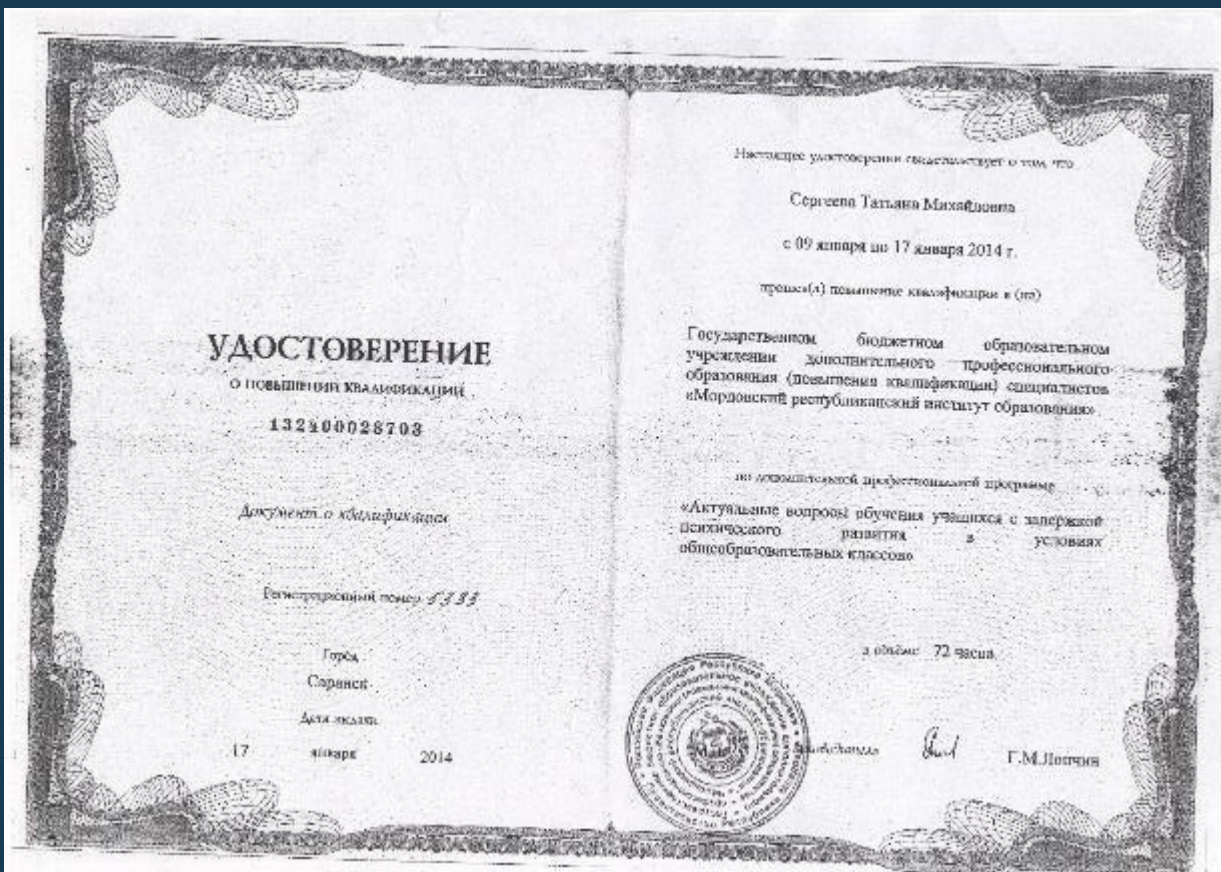 УДОСТОВЕРЕНИЕ
О ПОВЫШЕНИИ КВАЛИФИКАЦИИ
132400028703
Документ о квалификации
Регистрационный номер
Город
Саранск
Дата выдачи
17 января 2014
Настоящее удостоверение свидетельствует о том, что
Сергеева Татьяна Михайловна
с 09 января по 17 января 2014 г.
прошел(а) повышение квалификации в (на)
Государственном бюджетном образовательном
учреждении дополнительного профессионального
образования (повышения квалификации) специалистов
«Мордовский республиканский институт образования»
по дополнительной профессиональной программе
«Актуальные вопросы обучения учащихся с задержкой
психического развития в условиях
общеобразовательных классов»
в объёме 72 часа
Руководитель Г.М.Лопчин